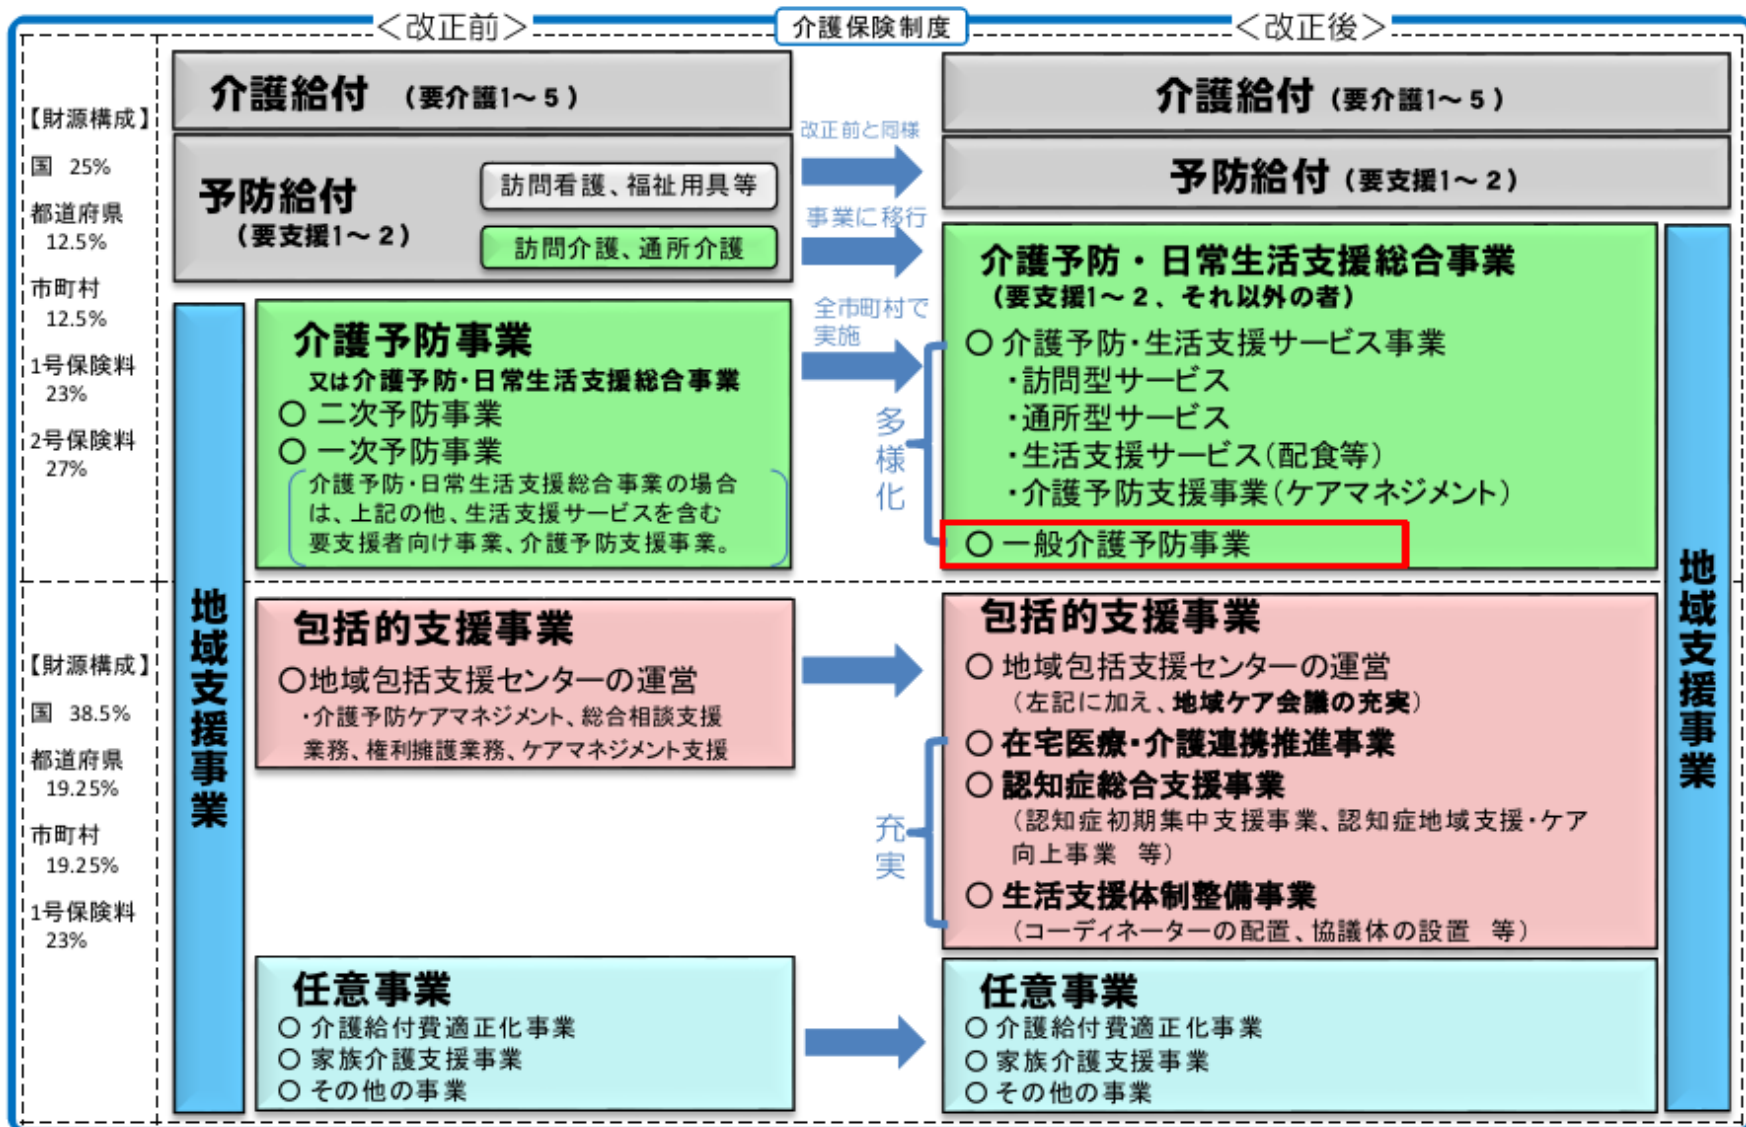 ＜改正前＞
介護保険制度
＜改正後＞
【財源構成】
国 25%
都道府県
12.5%
市町村
12.5%
1号保険料
23%
2号保険料
27%
介護給付 （要介護1～5）
予防給付
（要支援1～2）
訪問看護、福祉用具等
訪問介護、通所介護
改正前と同様
事業に移行
全市町村で
実施
多様化
介護給付（要介護1～5）
予防給付（要支援1～2）
介護予防事業
又は介護予防・日常生活支援総合事業
○ 二次予防事業
○ 一次予防事業
介護予防・日常生活支援総合事業の場合
は、上記の他、生活支援サービスを含む
要支援者向け事業、介護予防支援事業。
介護予防・日常生活支援総合事業
（要支援1～2、それ以外の者）
○ 介護予防・生活支援サービス事業
・訪問型サービス
・通所型サービス
・生活支援サービス（配食等）
・介護予防支援事業（ケアマネジメント）
○ 一般介護予防事業
【財源構成】
国 38.5%
都道府県
19.25%
市町村
19.25%
1号保険料
23%
地域支援事業
包括的支援事業
○地域包括支援センターの運営
・介護予防ケアマネジメント、総合相談支援
業務、権利擁護業務、ケアマネジメント支援
充実
包括的支援事業
○ 地域包括支援センターの運営
（左記に加え、地域ケア会議の充実）
○ 在宅医療・介護連携推進事業
○ 認知症総合支援事業
（認知症初期集中支援事業、認知症地域支援・ケア
向上事業 等）
○ 生活支援体制整備事業
（コーディネーターの配置、協議体の設置 等）
地域支援事業
任意事業
○ 介護給付費適正化事業
○ 家族介護支援事業
○ その他の事業
任意事業
○ 介護給付費適正化事業
○ 家族介護支援事業
○ その他の事業